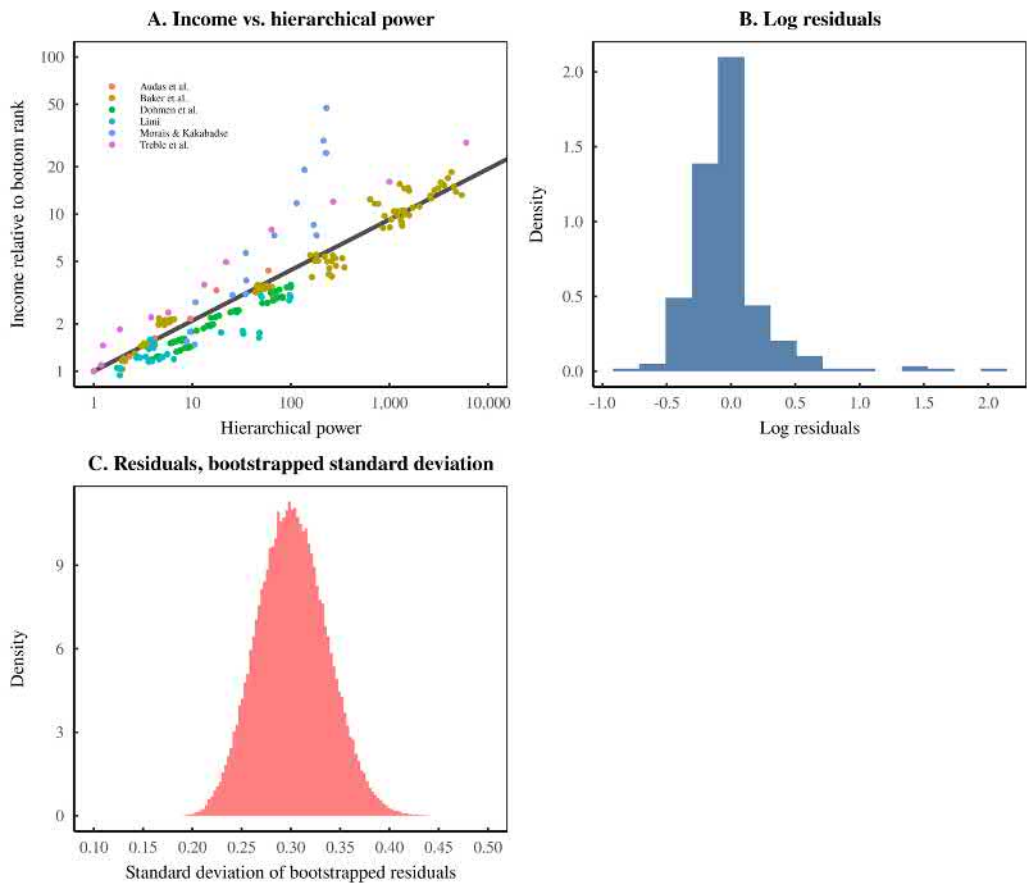 A. Income vs. hierarchical power
100
50
20
10
5
2
1
Income relative to bottom rank
Audas et al.
Baker et al.
Dohmen et al.
Lima
Morais & Kakabadse
Treble et al.
1
10
100
1,000
10,000
Hierarchical power
B. Log residuals
2.0
1.5
1.0
0.5
0.0
Density
-1.0
-0.5
0.0
0.5
1.0
1.5
2.0
Log residuals
C. Residuals, bootstrapped standard deviation
9
6
3
0
Density
0.10
0.15
0.20
0.25
0.30
0.35
0.40
0.45
0.50
Standard deviation of bootstrapped residuals